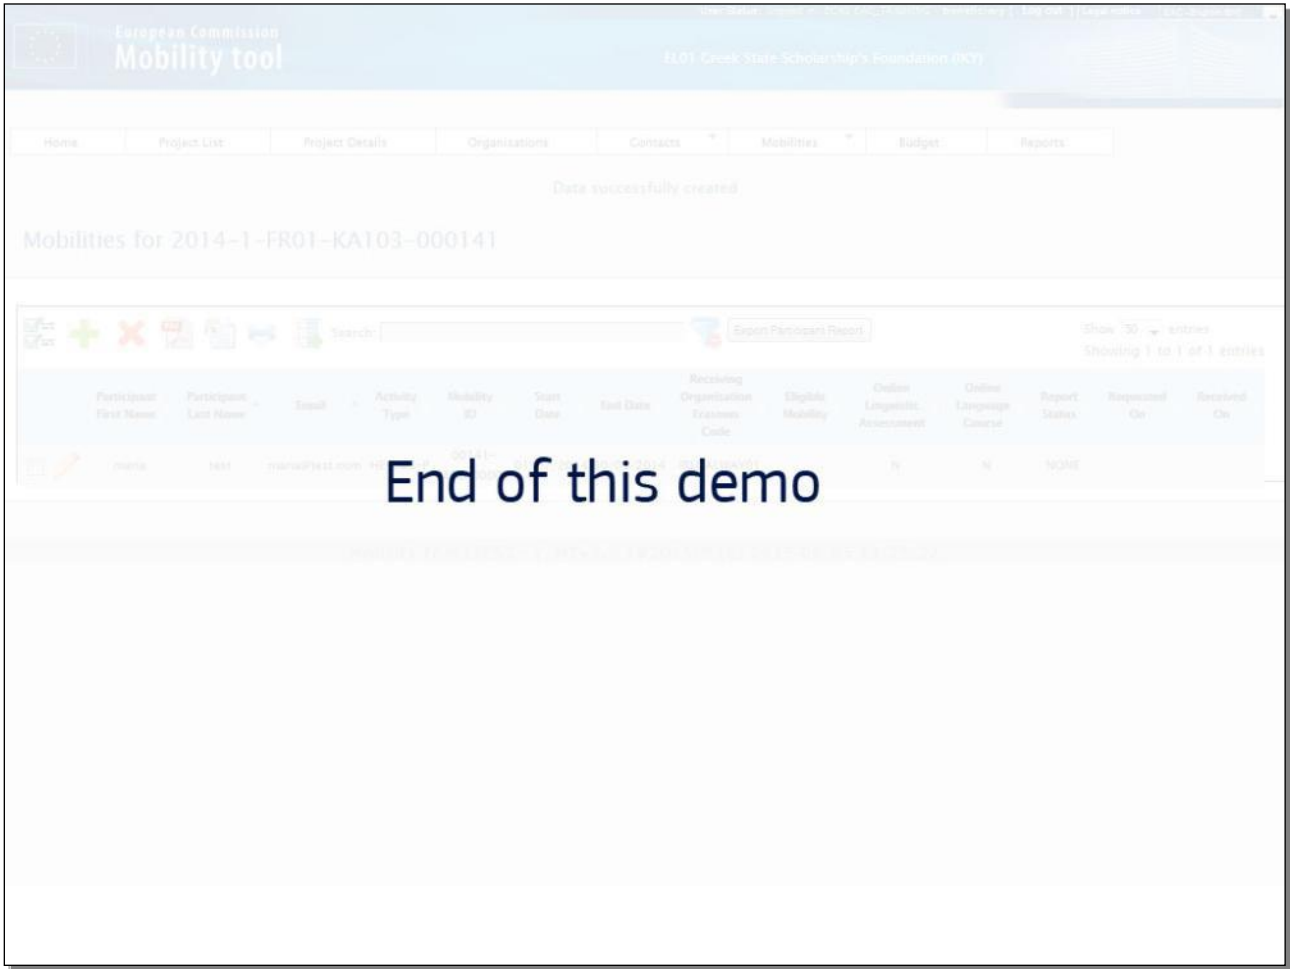 European Commission
Mobility tool
EL01 Greek State Scholarship's Foundation (IKY)
Home Project List Project Details Organisations Contacts Mobilities Budget Reports
Data successfully created
Mobilities for 2014-1-FR01-KA103-000141
Search: Export Participant Report Show 50 entries
Showing 1 to 1 of 1 entries
Participant First Name
Participant Last Name
Email
Activity Type
Mobility ID
Start Date
End Date
Receiving Organisation Erasmus Code
Eligible Mobility
Online Linguistic Assessment
Online Language Course
Report Status
Requested On
Received On
test N N NONE
End of this demo